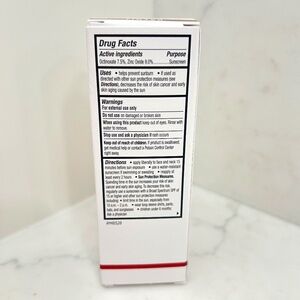 Drug Facts
Active ingredients Purpose
Octinoxate 7.5%, Zinc Oxide 9.0% Sunscreen
Uses • helps prevent sunburn • if used as
directed with other sun protection measures (see
Directions), decreases the risk of skin cancer and early
skin aging caused by the sun
Warnings
For external use only
Do not use on damaged or broken skin
When using this product keep out of eyes. Rinse with
water to remove.
Stop use and ask a physician if rash occurs
Keep out of reach of children. If product is swallowed,
get medical help or contact a Poison Control Center
right away.
Directions • apply liberally to face and neck 15
minutes before sun exposure • use a water-resistant
sunscreen if swimming or sweating • reapply at
least every 2 hours • Sun Protection Measures.
Spending time in the sun increases your risk of skin
cancer and early skin aging. To decrease this risk,
regularly use a sunscreen with a Broad Spectrum SPF of
15 or higher and other sun protection measures
including: • limit time in the sun, especially from
10 a.m. – 2 p.m. • wear long-sleeve shirts, pants,
hats, and sunglasses • children under 6 months:
Ask a physician